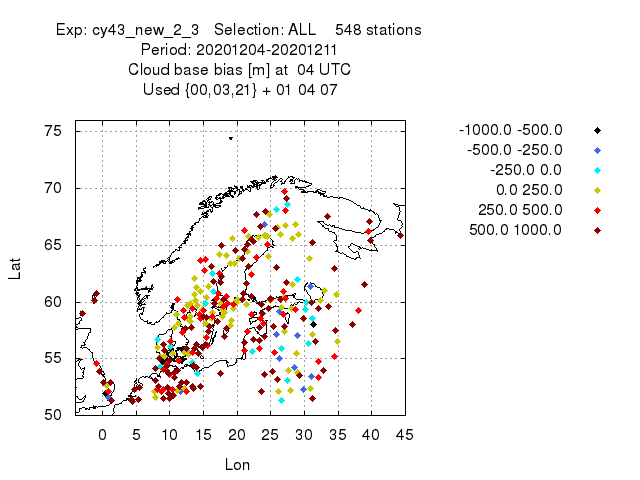 Exp: cy43_new_2_3 Selection: ALL 548 stations
Period: 20201204-20201211
Cloud base bias [m] at 04 UTC
Used {00,03,21} + 01 04 07
-1000.0 -500.0
-500.0 -250.0
-250.0 0.0
0.0 250.0
250.0 500.0
500.0 1000.0
75
70
65
60
55
50
Lat
0 5 10 15 20 25 30 35 40 45
Lon